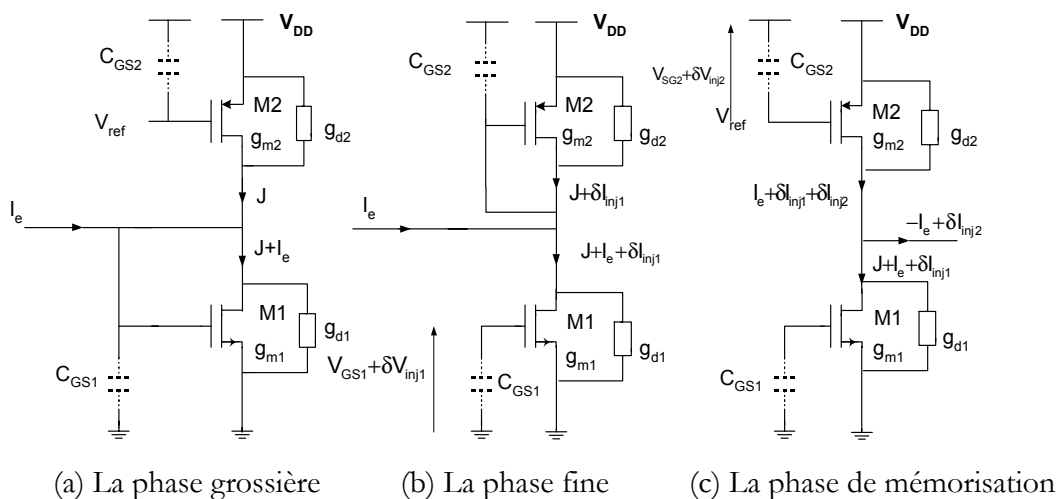 V_DD
C_GS2
M2
V_ref
g_m2
g_d2
J
I_e
J+I_e
M1
g_d1
g_m1
C_GS1
V_GS1+δV_inj1
(a) La phase grossière
V_DD
C_GS2
M2
g_m2
g_d2
J+δI_inj1
I_e
J+I_e+δI_inj1
M1
g_m1
g_d1
C_GS1
(b) La phase fine
V_DD
V_SG2+δV_inj2
C_GS2
V_ref
M2
g_m2
g_d2
I_e+δI_inj1+δI_inj2
−I_e+δI_inj2
J+I_e+δI_inj1
M1
g_m1
g_d1
C_GS1
(c) La phase de mémorisation